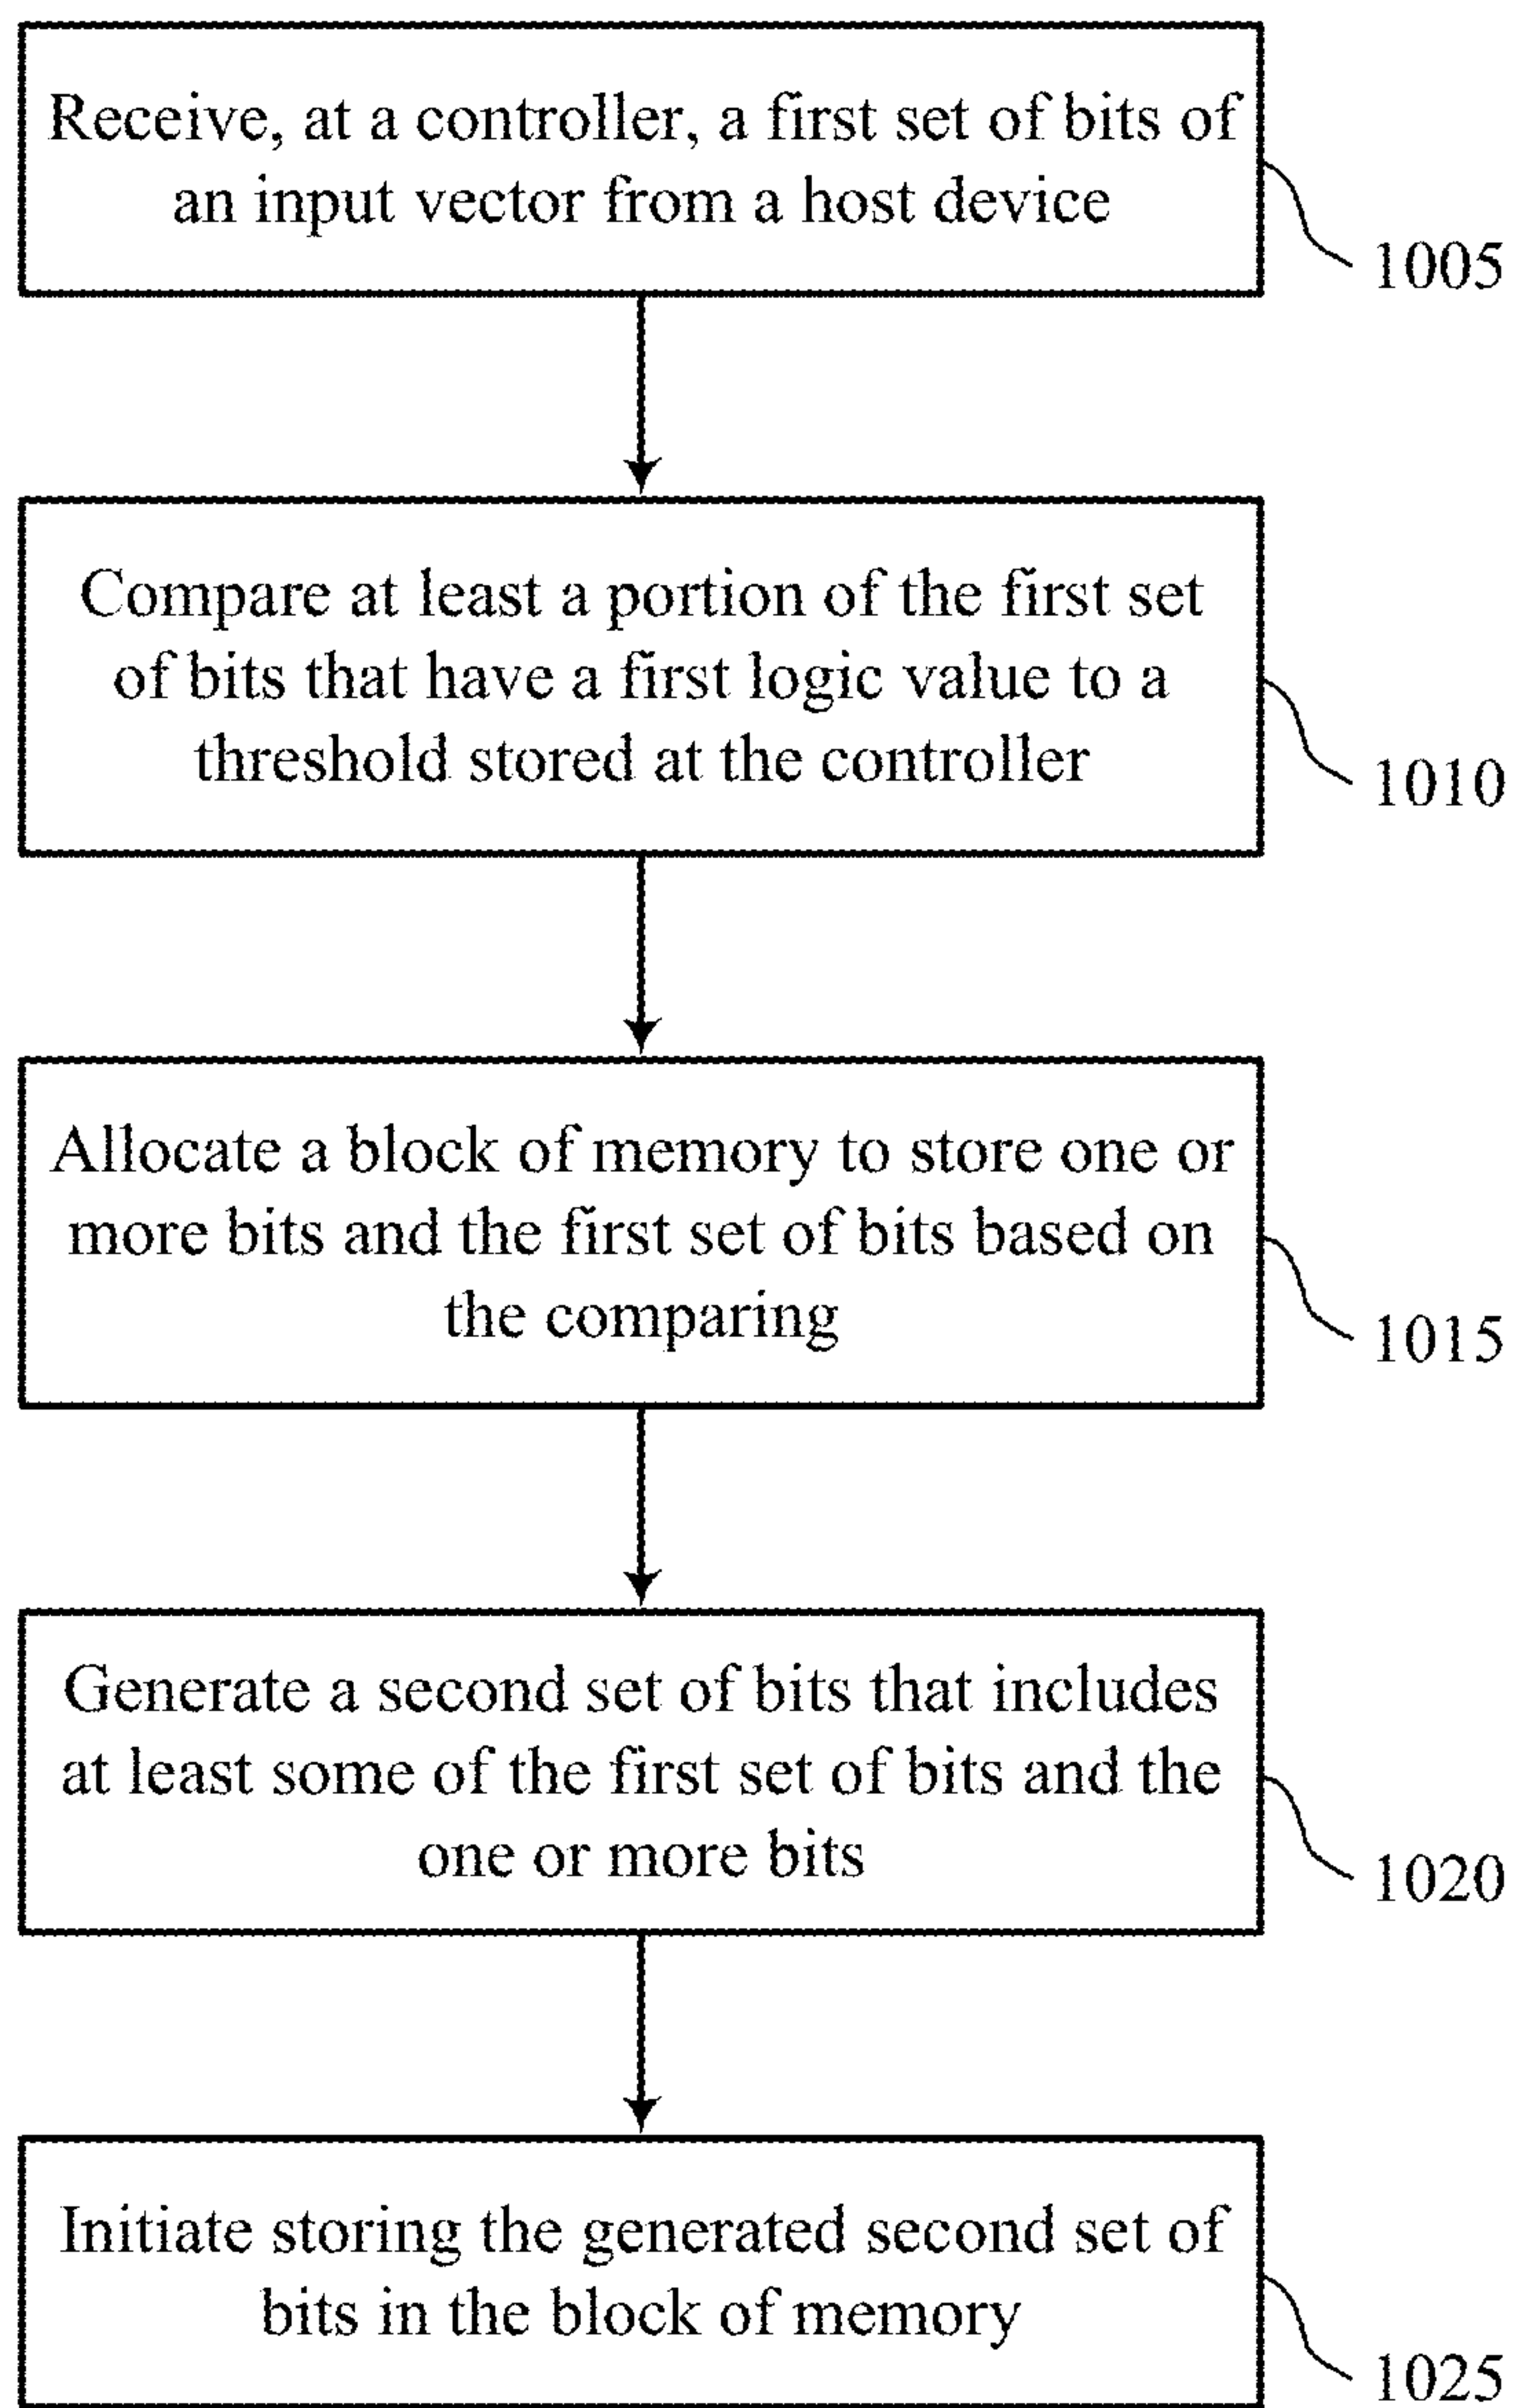 Receive, at a controller, a first set of bits of
an input vector from a host device
1005
Compare at least a portion of the first set
of bits that have a first logic value to a
threshold stored at the controller
1010
Allocate a block of memory to store one or
more bits and the first set of bits based on
the comparing
1015
Generate a second set of bits that includes
at least some of the first set of bits and the
one or more bits
1020
Initiate storing the generated second set of
bits in the block of memory
1025